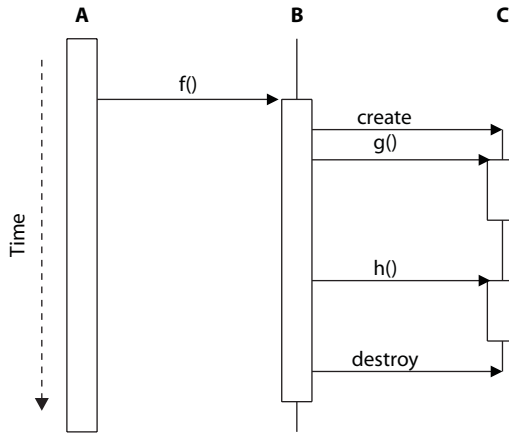 A
B
C
f()
create
g()
Time
h()
destroy